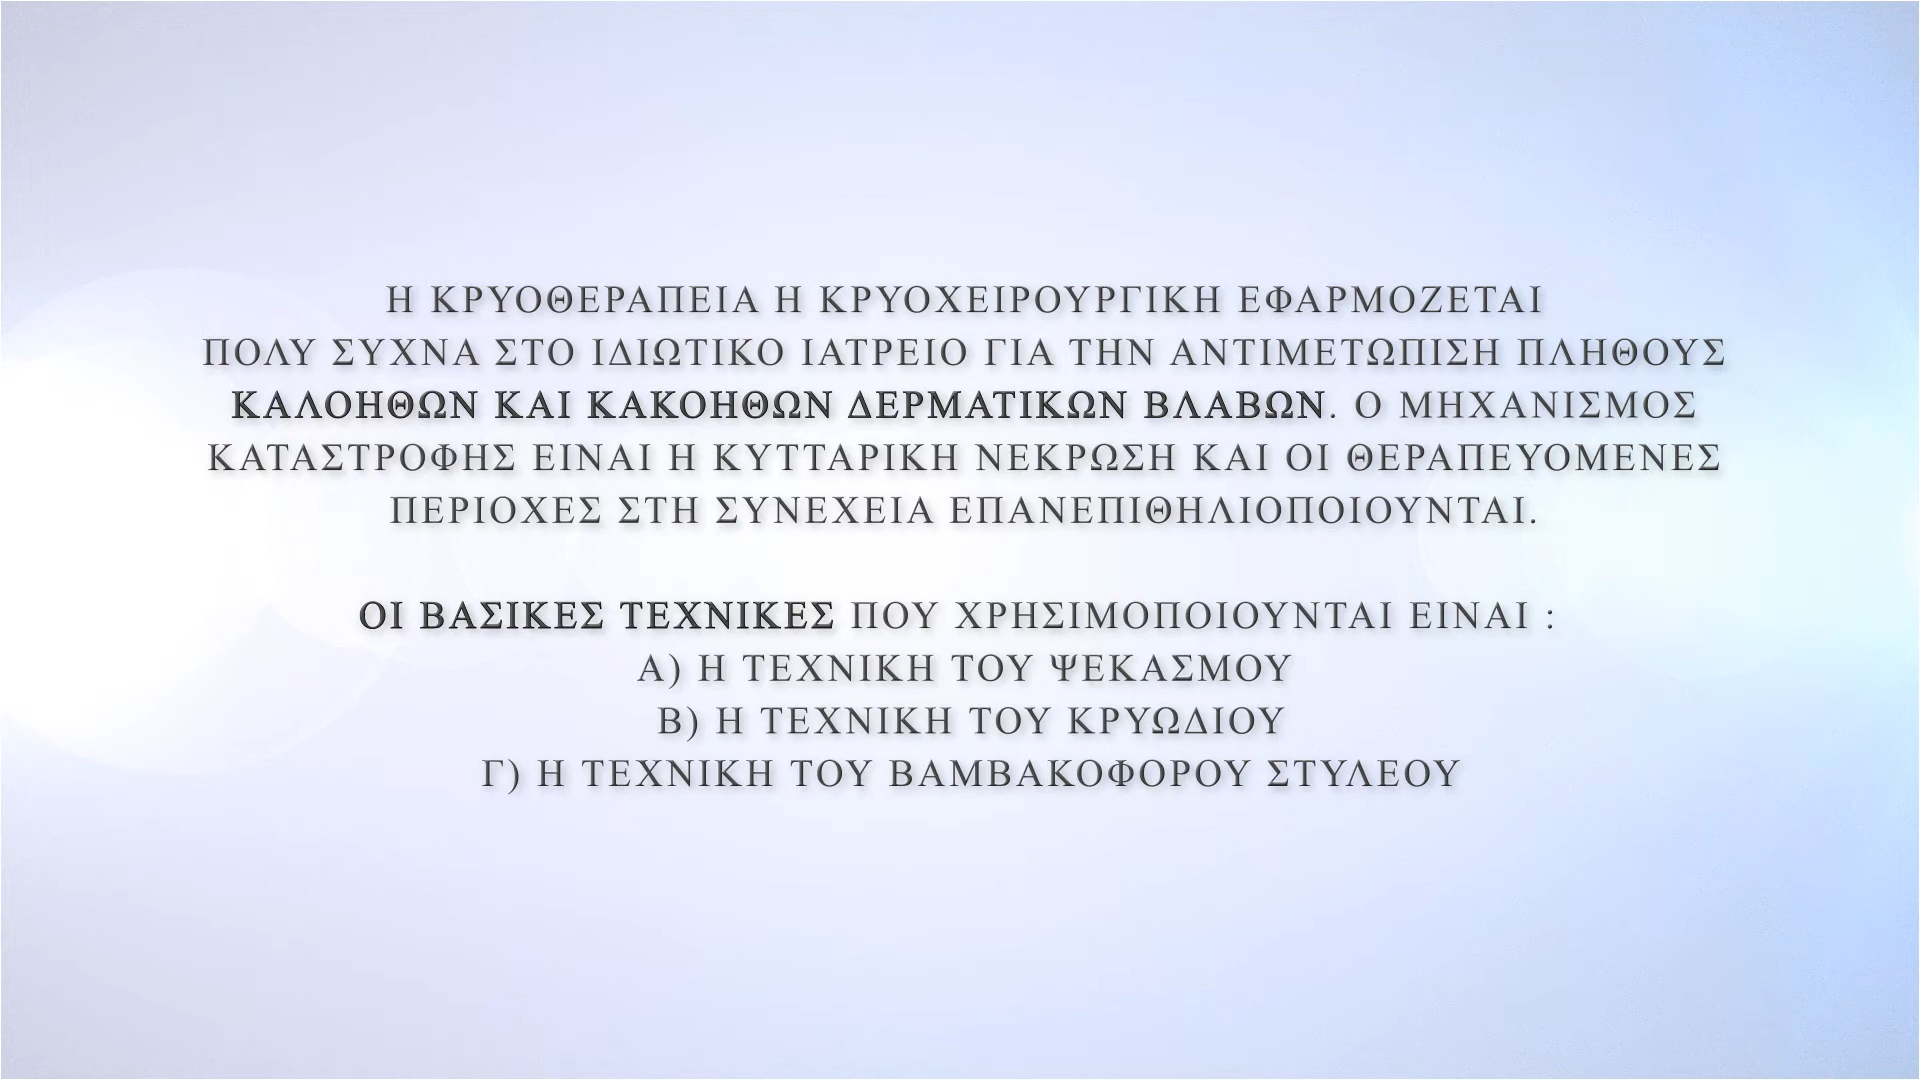 Η ΚΡΥΟΘΕΡΑΠΕΙΑ Η ΚΡΥΟΧΕΙΡΟΥΡΓΙΚΗ ΕΦΑΡΜΟΖΕΤΑΙ
ΠΟΛΥ ΣΥΧΝΑ ΣΤΟ ΙΔΙΩΤΙΚΟ ΙΑΤΡΕΙΟ ΓΙΑ ΤΗΝ ΑΝΤΙΜΕΤΩΠΙΣΗ ΠΛΗΘΟΥΣ
ΚΑΛΟΗΘΩΝ ΚΑΙ ΚΑΚΟΗΘΩΝ ΔΕΡΜΑΤΙΚΩΝ ΒΛΑΒΩΝ. Ο ΜΗΧΑΝΙΣΜΟΣ
ΚΑΤΑΣΤΡΟΦΗΣ ΕΙΝΑΙ Η ΚΥΤΤΑΡΙΚΗ ΝΕΚΡΩΣΗ ΚΑΙ ΟΙ ΘΕΡΑΠΕΥΟΜΕΝΕΣ
ΠΕΡΙΟΧΕΣ ΣΤΗ ΣΥΝΕΧΕΙΑ ΕΠΑΝΕΠΙΘΗΛΙΟΠΟΙΟΥΝΤΑΙ.
ΟΙ ΒΑΣΙΚΕΣ ΤΕΧΝΙΚΕΣ ΠΟΥ ΧΡΗΣΙΜΟΠΟΙΟΥΝΤΑΙ ΕΙΝΑΙ :
Α) Η ΤΕΧΝΙΚΗ ΤΟΥ ΨΕΚΑΣΜΟΥ
Β) Η ΤΕΧΝΙΚΗ ΤΟΥ ΚΡΥΩΔΙΟΥ
Γ) Η ΤΕΧΝΙΚΗ ΤΟΥ ΒΑΜΒΑΚΟΦΟΡΟΥ ΣΤΥΛΕΟΥ